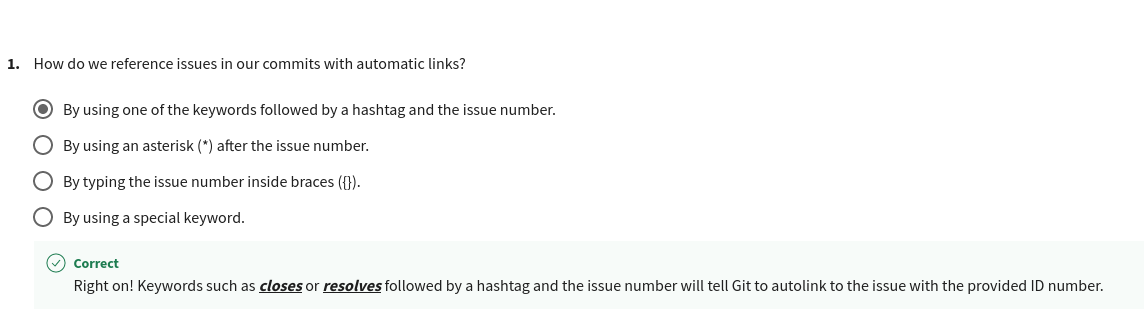 1. How do we reference issues in our commits with automatic links?
By using one of the keywords followed by a hashtag and the issue number.
By using an asterisk (*) after the issue number.
By typing the issue number inside braces ({}).
By using a special keyword.
Correct
Right on! Keywords such as closes or resolves followed by a hashtag and the issue number will tell Git to autolink to the issue with the provided ID number.